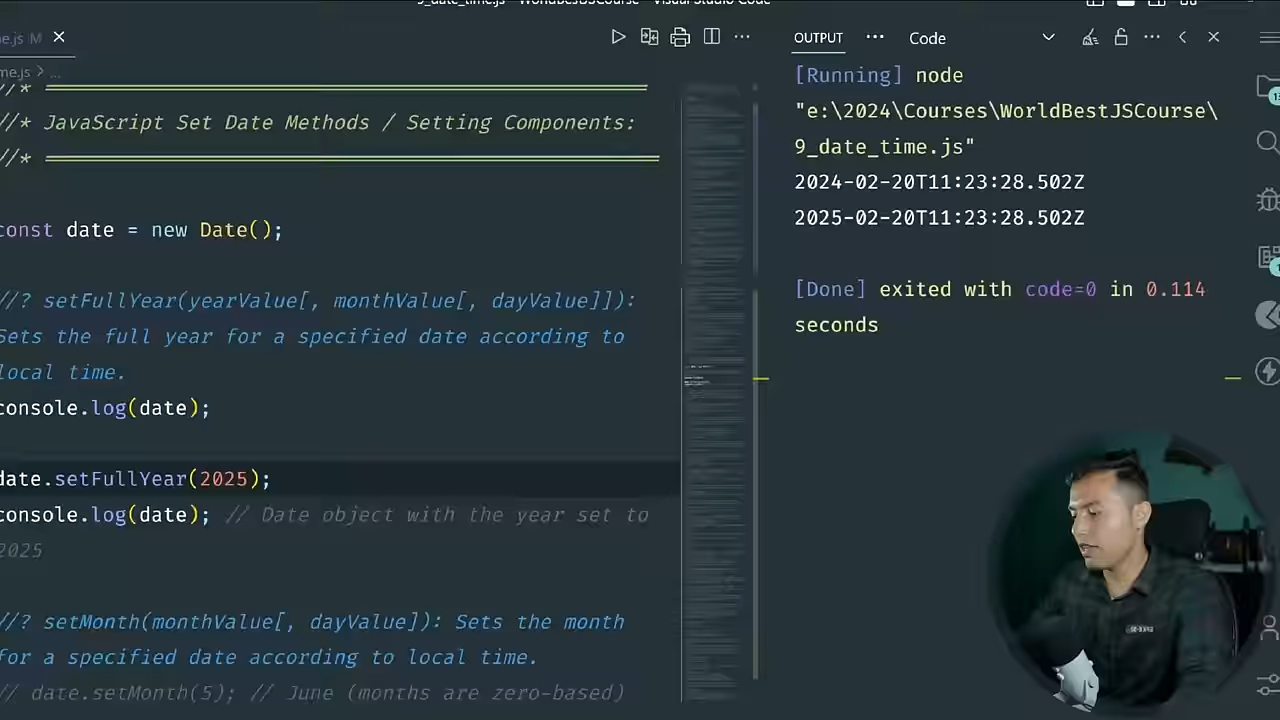 9_date_time.js - WorldBestJSCourse - Visual Studio Code
me.js M
me.js > ...
//* ══════════════════════════════
//* JavaScript Set Date Methods / Setting Components:
//* ══════════════════════════════
const date = new Date();
//? setFullYear(yearValue[, monthValue[, dayValue]]):
Sets the full year for a specified date according to
local time.
console.log(date);
date.setFullYear(2025);
console.log(date); // Date object with the year set to
2025
//? setMonth(monthValue[, dayValue]): Sets the month
for a specified date according to local time.
// date.setMonth(5); // June (months are zero-based)
OUTPUT ... Code
[Running] node
"e:\2024\Courses\WorldBestJSCourse\
9_date_time.js"
2024-02-20T11:23:28.502Z
2025-02-20T11:23:28.502Z
[Done] exited with code=0 in 0.114
seconds